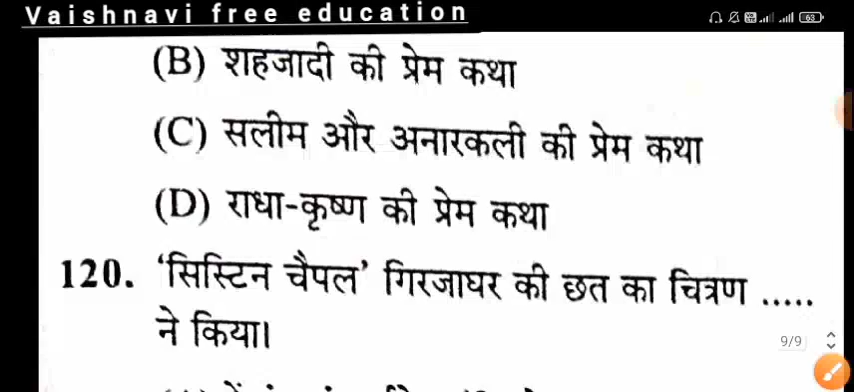 Vaishnavi free education
63
(B) शहजादी की प्रेम कथा
(C) सलीम और अनारकली की प्रेम कथा
(D) राधा-कृष्ण की प्रेम कथा
120. ‘सिस्टिन चैपल’ गिरजाघर की छत का चित्रण .....
ने किया।
9/9